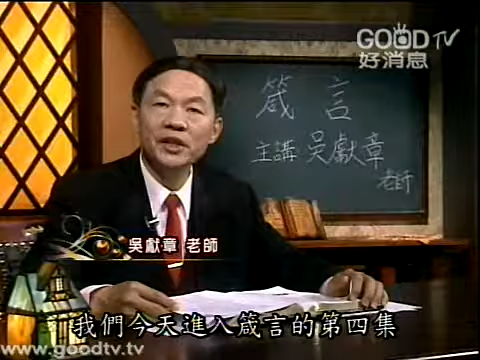 GOOD TV
好消息
箴言
主講 吳獻章
老師
吳獻章 老師
我們今天進入箴言的第四集
www.goodtv.tv